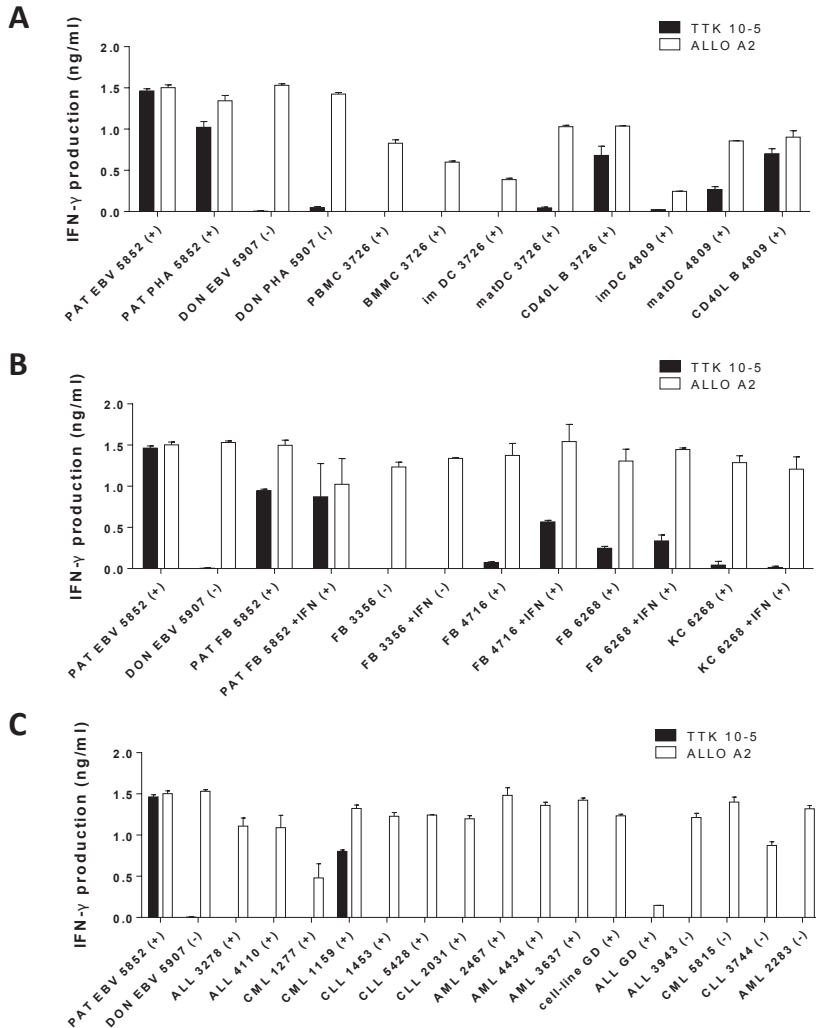 A
TTK 10-5
ALLO A2
IFN-γ production (ng/ml)
2.0
1.5
1.0
0.5
0.0
PAT EBV 5852 (+)
PAT PHA 5852 (+)
DON EBV 5907 (-)
DON PHA 5907 (-)
PBMC 3726 (+)
BMMC 3726 (+)
im DC 3726 (+)
matDC 3726 (+)
CD40L B 3726 (+)
imDC 4809 (+)
matDC 4809 (+)
CD40L B 4809 (+)
B
TTK 10-5
ALLO A2
IFN-γ production (ng/ml)
2.0
1.5
1.0
0.5
0.0
PAT EBV 5852 (+)
DON EBV 5907 (-)
PAT FB 5852 (+)
PAT FB 5852 +IFN (+)
FB 3356 (-)
FB 3356 +IFN (-)
FB 4716 (+)
FB 4716 +IFN (+)
FB 6268 (+)
FB 6268 +IFN (+)
KC 6268 (+)
KC 6268 +IFN (+)
C
TTK 10-5
ALLO A2
IFN-γ production (ng/ml)
2.0
1.5
1.0
0.5
0.0
PAT EBV 5852 (+)
DON EBV 5907 (-)
ALL 3278 (+)
ALL 4110 (+)
CML 1277 (+)
CML 1159 (+)
CLL 1453 (+)
CLL 5428 (+)
CLL 2031 (+)
AML 2467 (+)
AML 4434 (+)
AML 3637 (+)
cell-line GD (+)
ALL GD (+)
ALL 3943 (-)
CML 5815 (-)
CLL 3744 (-)
AML 2283 (-)